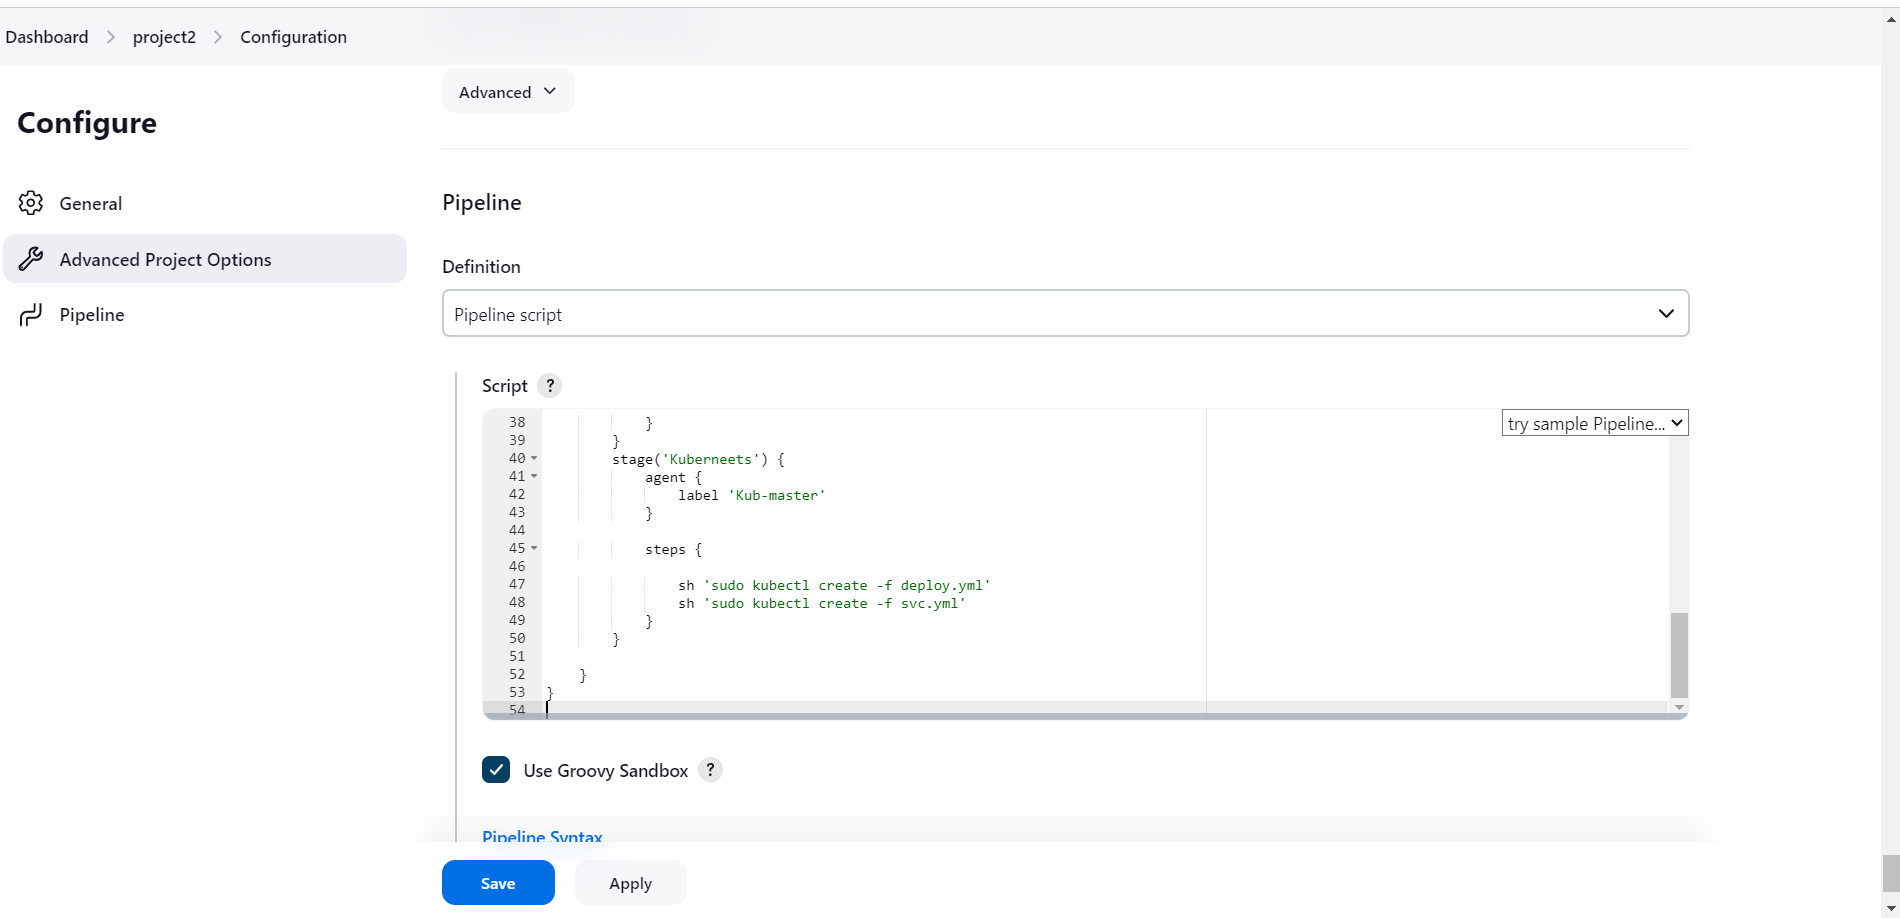 Dashboard > project2 > Configuration
Advanced
Configure
General
Advanced Project Options
Pipeline
Pipeline
Definition
Pipeline script
Script ?
try sample Pipeline...
38             }
39         }
40         stage('Kuberneets') {
41             agent {
42                 label 'Kub-master'
43             }
44
45             steps {
46
47                 sh 'sudo kubectl create -f deploy.yml'
48                 sh 'sudo kubectl create -f svc.yml'
49             }
50         }
51
52     }
53 }
54
Use Groovy Sandbox ?
Pipeline Syntax
Save
Apply